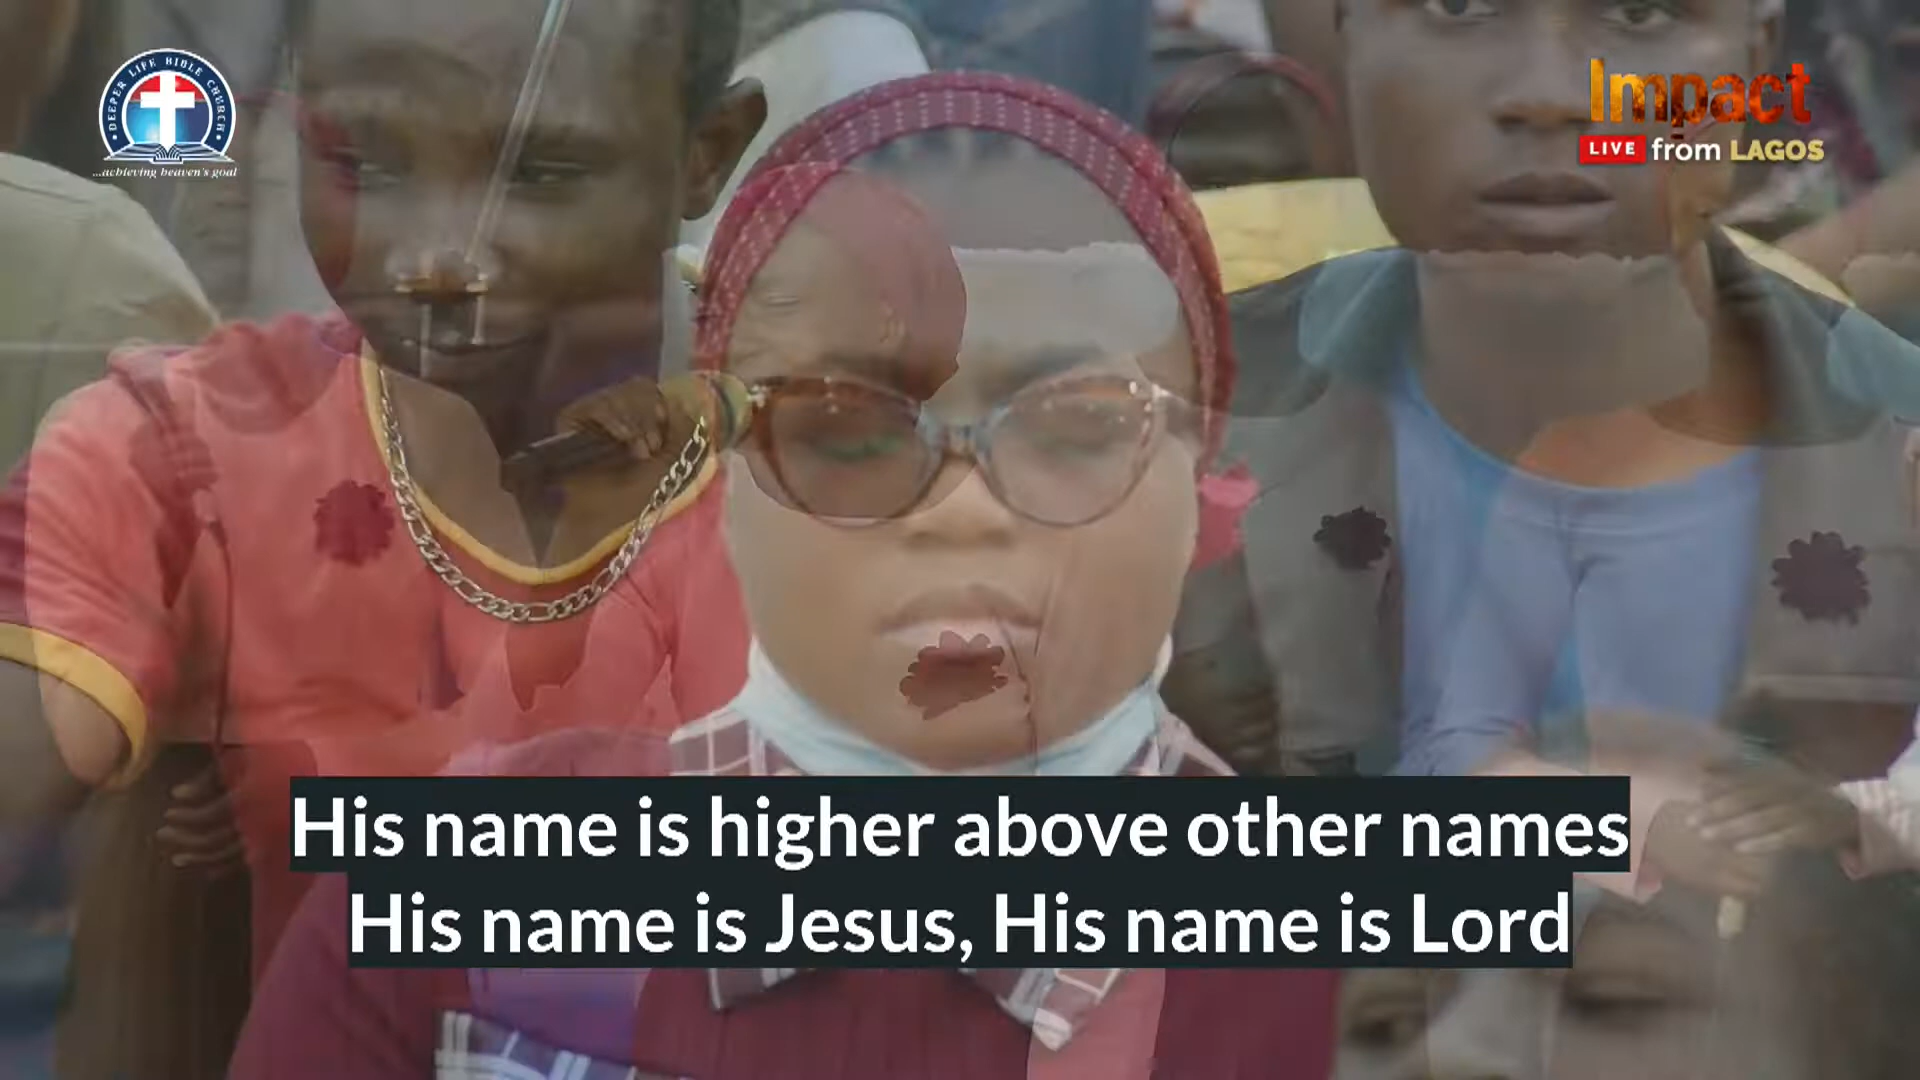 DEEPER LIFE BIBLE CHURCH
...achieving heaven's goal
Impact
LIVE from LAGOS
His name is higher above other names
His name is Jesus, His name is Lord